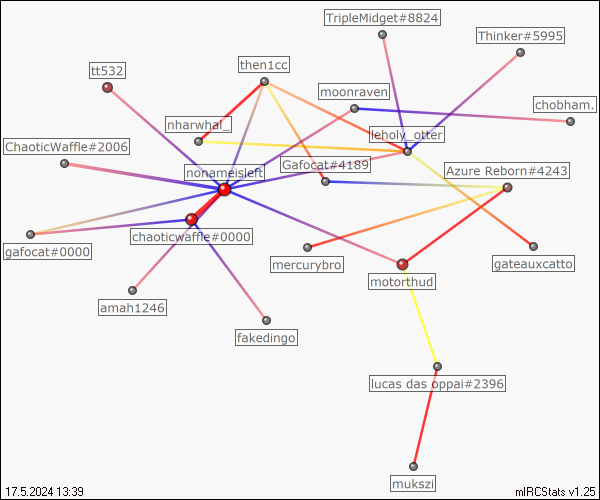 TripleMidget#8824
Thinker#5995
then1cc
tt532
moonraven
chobham.
nharwhal_
leholy_otter
ChaoticWaffle#2006
Gafocat#4189
nonameisleft
Azure Reborn#4243
chaoticwaffle#0000
gafocat#0000
mercurybro
gateauxcatto
motorthud
amah1246
fakedingo
lucas das oppai#2396
mukszi
17.5.2024 13:39
mIRCStats v1.25